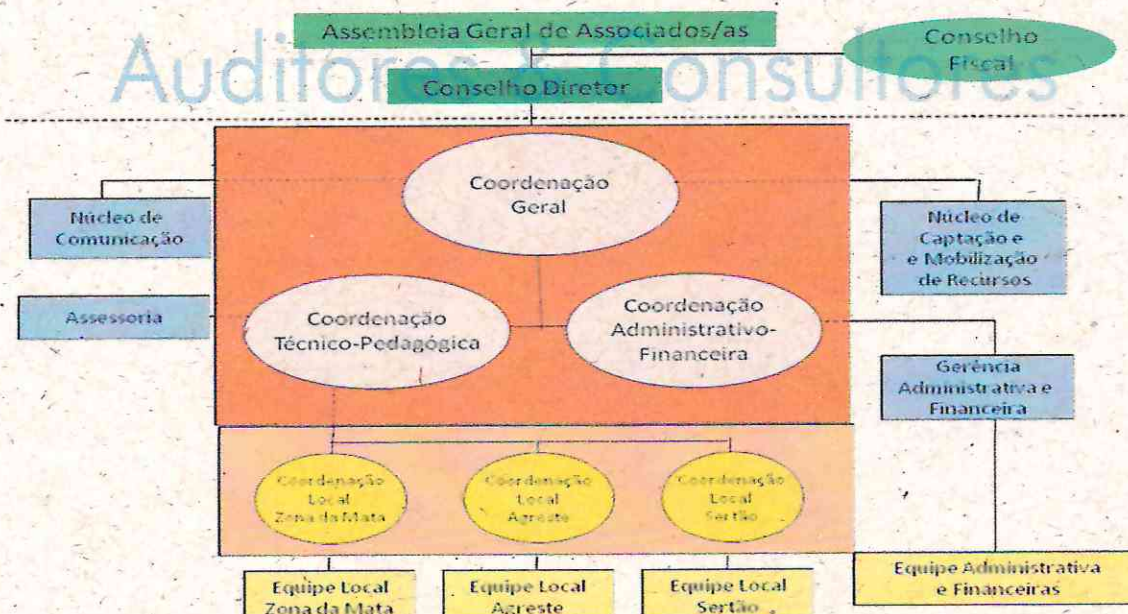 Assembleia Geral de Associados/as
Conselho
Fiscal
Auditores & Consultores
Conselho Diretor
Coordenação
Geral
Núcleo de
Comunicação
Núcleo de
Captação e
e Mobilização
de Recursos
Assessoria
Coordenação
Técnico-Pedagógica
Coordenação
Administrativo-
Financeira
Gerência
Administrativa e
Financeira
Coordenação
Local
Zona da Mata
Coordenação
Local
Agreste
Coordenação
Local
Sertão
Equipe Local
Zona da Mata
Equipe Local
Agreste
Equipe Local
Sertão
Equipe Administrativa
e Financeiras